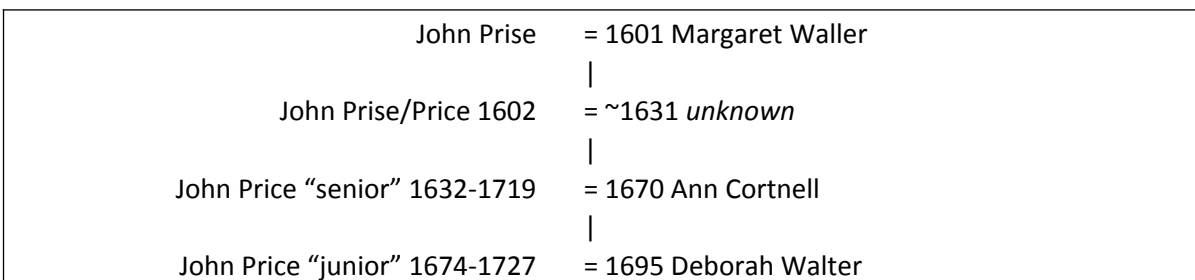 John Prise = 1601 Margaret Waller
|
John Prise/Price 1602 = ~1631 unknown
|
John Price “senior” 1632-1719 = 1670 Ann Cortnell
|
John Price “junior” 1674-1727 = 1695 Deborah Walter